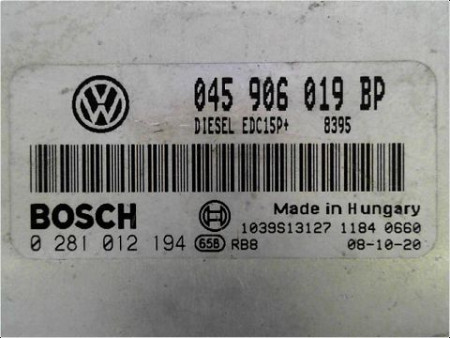 045 906 019 BP
DIESEL EDC15P+ 8395
BOSCH
Made in Hungary
1039S13127 1184 0660
0 281 012 194 658 RB8 08-10-20